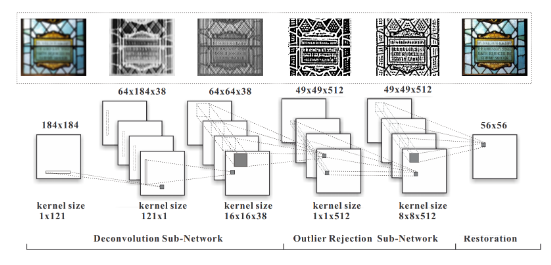 64x184x38 64x64x38 49x49x512 49x49x512
184x184 56x56
kernel size kernel size kernel size kernel size kernel size
1x121 121x1 16x16x38 1x1x512 8x8x512
Deconvolution Sub-Network Outlier Rejection Sub-Network Restoration